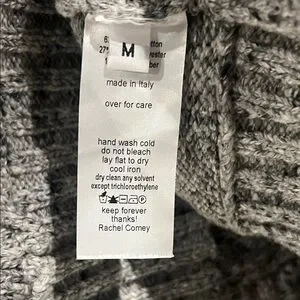 M
made in Italy
over for care
hand wash cold
do not bleach
lay flat to dry
cool iron
dry clean any solvent
except trichloroethylene
keep forever
thanks!
Rachel Comey